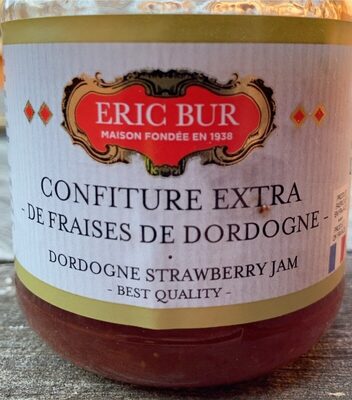 ERIC BUR
MAISON FONDÉE EN 1938
CONFITURE EXTRA
- DE FRAISES DE DORDOGNE -
DORDOGNE STRAWBERRY JAM
- BEST QUALITY -